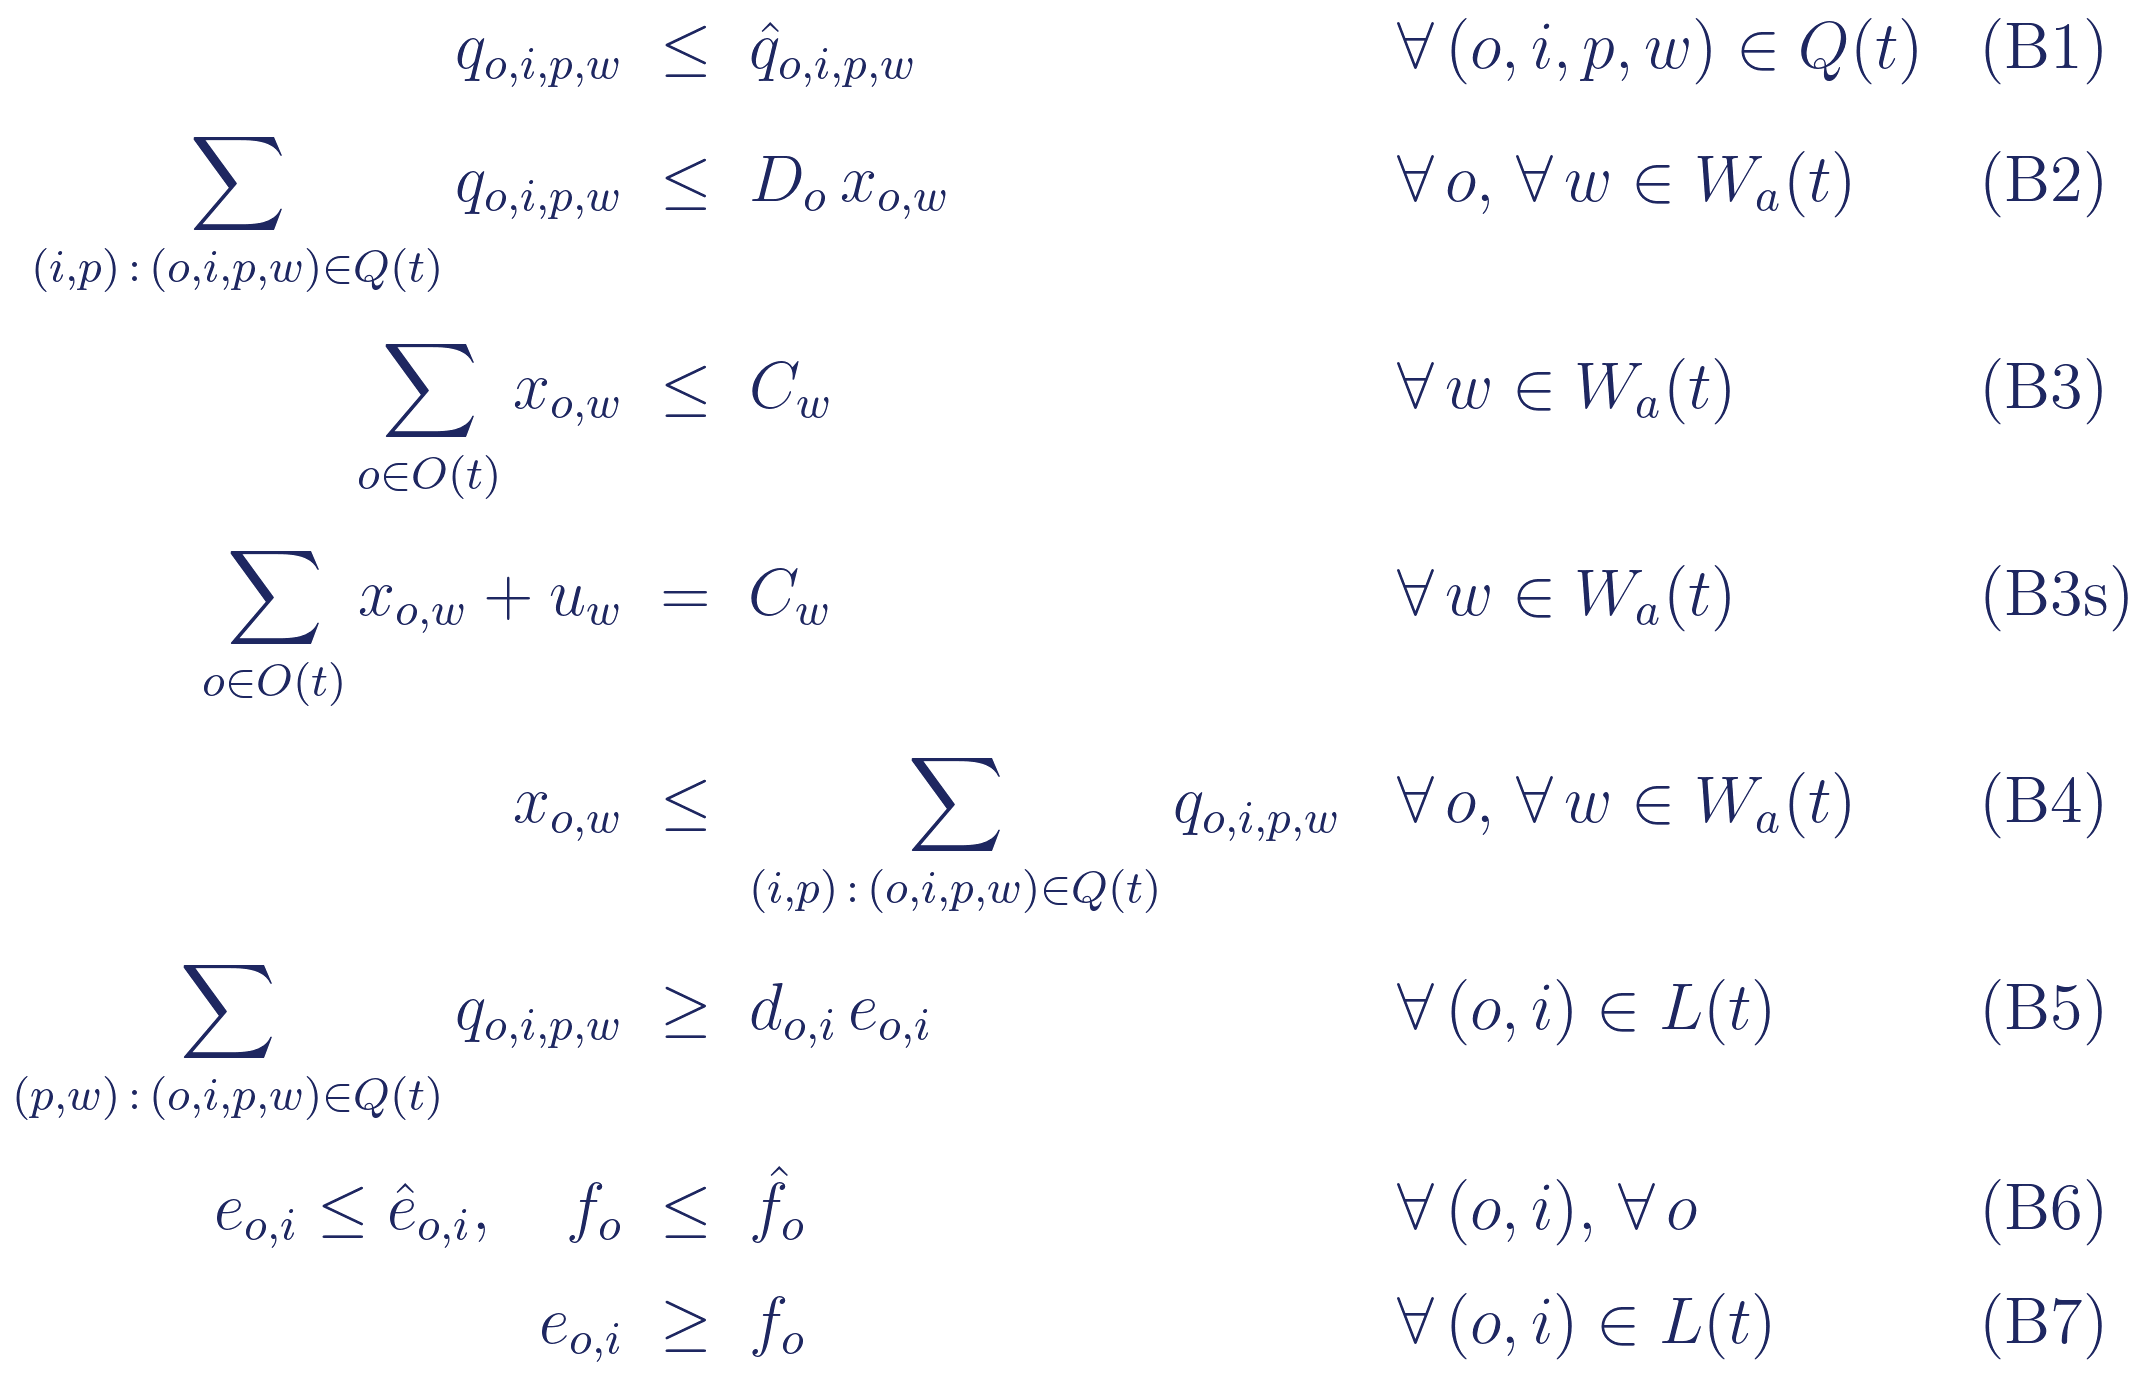 q_{o,i,p,w} ≤ q̂_{o,i,p,w} ∀ (o, i, p, w) ∈ Q(t) (B1)
∑_{(i,p) : (o,i,p,w)∈Q(t)} q_{o,i,p,w} ≤ D_o x_{o,w} ∀ o, ∀ w ∈ W_a(t) (B2)
∑_{o∈O(t)} x_{o,w} ≤ C_w ∀ w ∈ W_a(t) (B3)
∑_{o∈O(t)} x_{o,w} + u_w = C_w ∀ w ∈ W_a(t) (B3s)
x_{o,w} ≤ ∑_{(i,p) : (o,i,p,w)∈Q(t)} q_{o,i,p,w} ∀ o, ∀ w ∈ W_a(t) (B4)
∑_{(p,w) : (o,i,p,w)∈Q(t)} q_{o,i,p,w} ≥ d_{o,i} e_{o,i} ∀ (o, i) ∈ L(t) (B5)
e_{o,i} ≤ ê_{o,i}, f_o ≤ f̂_o ∀ (o, i), ∀ o (B6)
e_{o,i} ≥ f_o ∀ (o, i) ∈ L(t) (B7)